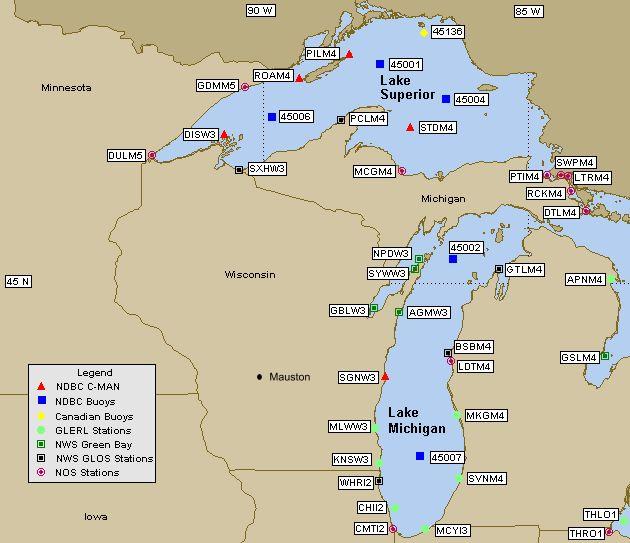 90 W
85 W
45136
PILM4
45001
ROAM4
Lake
Superior
Minnesota
GDMM5
45004
45006
PCLM4
STDM4
DISW3
DULM5
SXHW3
MCGM4
SWPM4
PTIM4
LTRM4
RCKM4
Michigan
DTLM4
45002
NPDW3
SYWW3
GTLM4
Wisconsin
45 N
APNM4
GBLW3
AGMW3
BSBM4
GSLM4
LDTM4
Legend
NDBC C-MAN
NDBC Buoys
Canadian Buoys
GLERL Stations
NWS Green Bay
NWS GLOS Stations
NOS Stations
Mauston
SGNW3
Lake
Michigan
MKGM4
MLWW3
45007
KNSW3
WHRI2
SVNM4
CHII2
Iowa
CMTI2
MCYI3
THLO1
THRO1